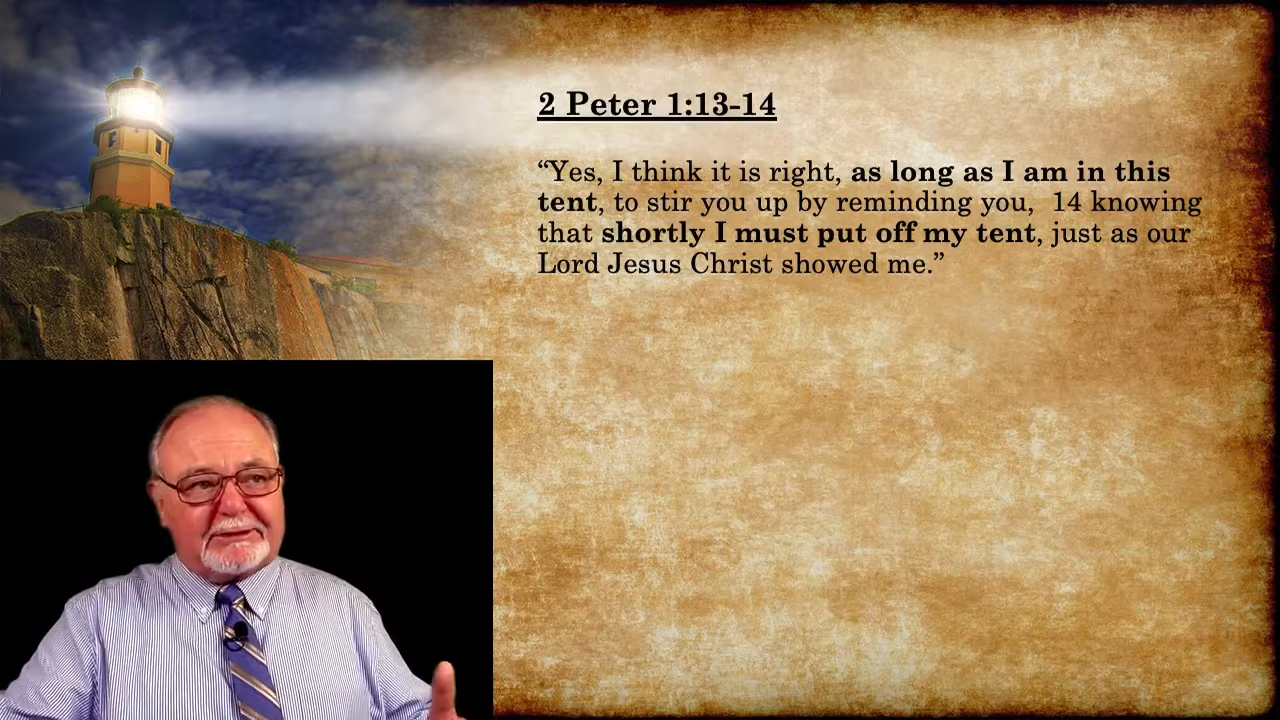 2 Peter 1:13-14
“Yes, I think it is right, as long as I am in this
tent, to stir you up by reminding you,  14 knowing
that shortly I must put off my tent, just as our
Lord Jesus Christ showed me.”